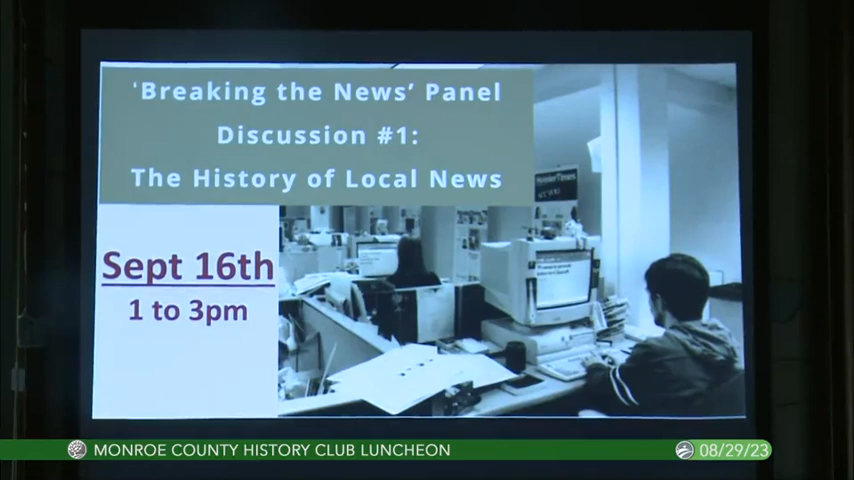 ‘Breaking the News’ Panel
Discussion #1:
The History of Local News
Sept 16th
1 to 3pm
MONROE COUNTY HISTORY CLUB LUNCHEON
08/29/23